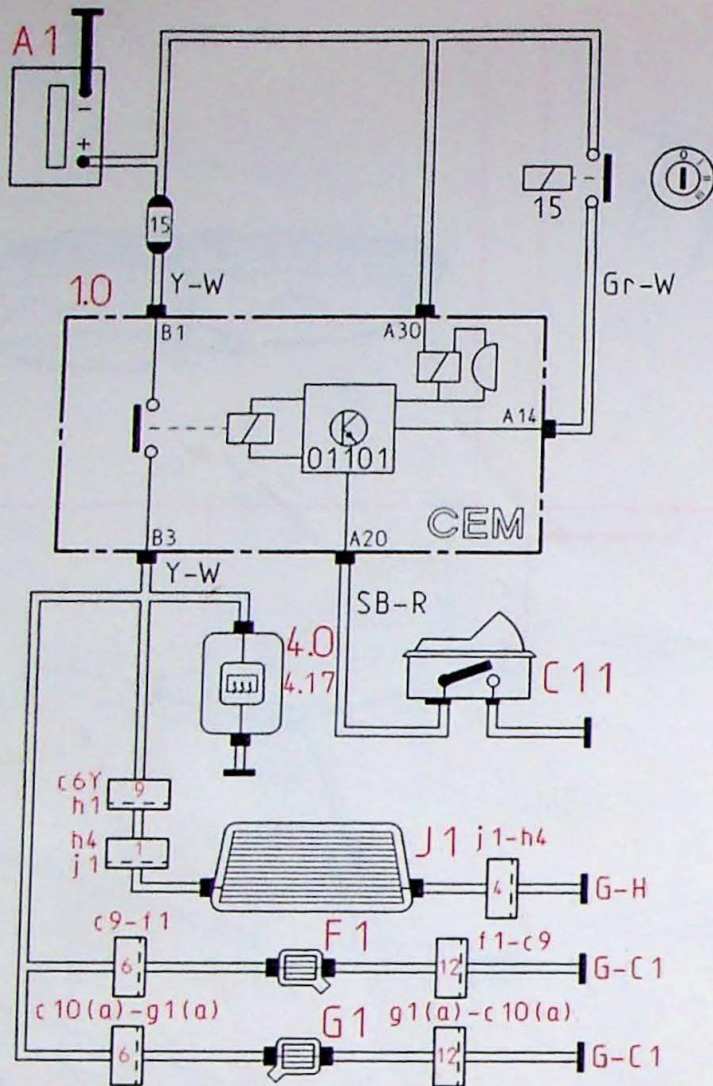 A1
−
+
15
15
O I II III
1.0
Y-W
Gr-W
B1
A30
A14
01101
CEM
B3
A20
Y-W
SB-R
4.0
4.17
C11
c6Y
h1
9
h4
j1
1
J1
j1-h4
4
G-H
c9-f1
6
F1
f1-c9
12
G-C1
c10(a)-g1(a)
6
G1
g1(a)-c10(a)
12
G-C1